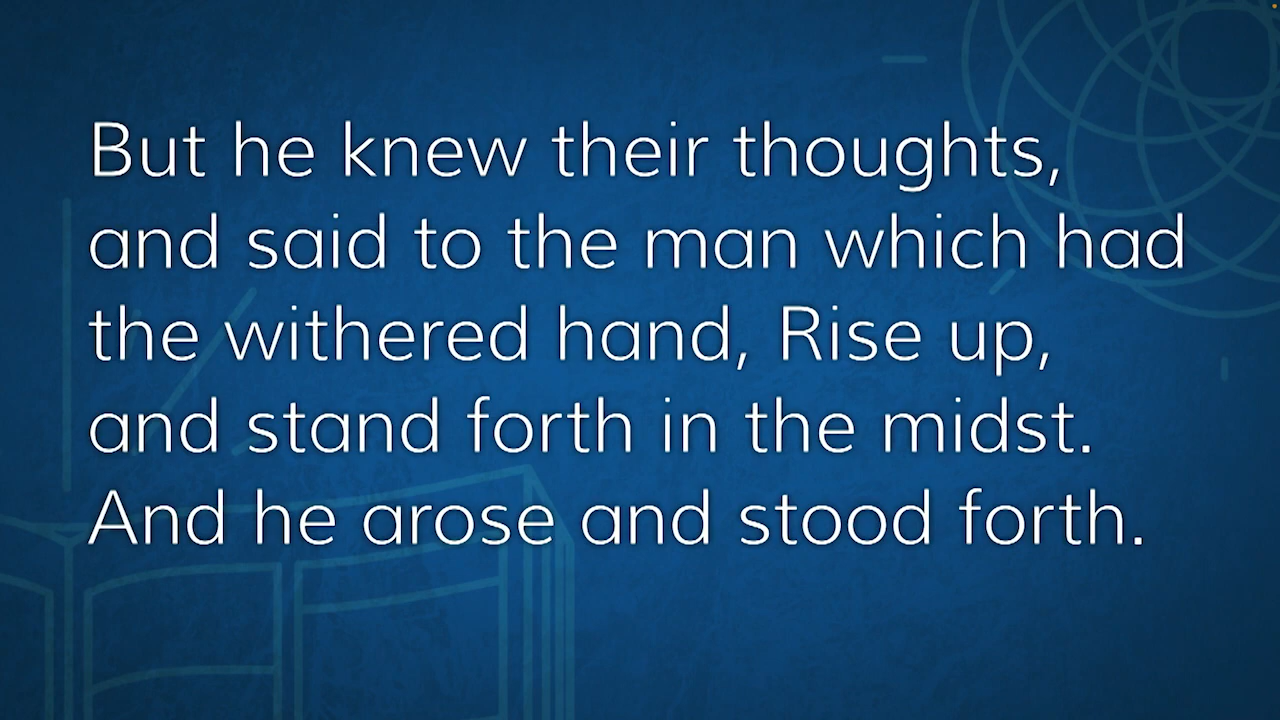 But he knew their thoughts,
and said to the man which had
the withered hand, Rise up,
and stand forth in the midst.
And he arose and stood forth.